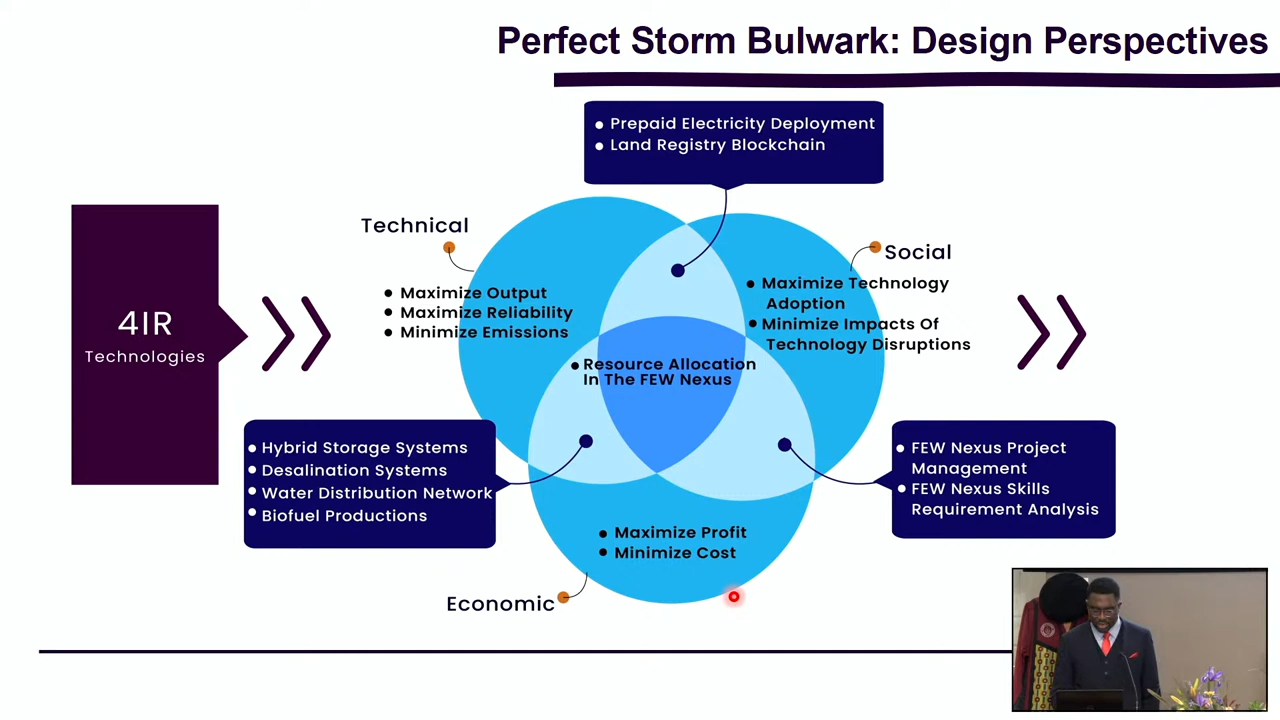 Perfect Storm Bulwark: Design Perspectives
Prepaid Electricity Deployment
Land Registry Blockchain
Technical
Social
Maximize Output
Maximize Reliability
Minimize Emissions
Maximize Technology
Adoption
Minimize Impacts Of
Technology Disruptions
4IR
Technologies
Resource Allocation
In The FEW Nexus
Hybrid Storage Systems
Desalination Systems
Water Distribution Network
Biofuel Productions
FEW Nexus Project
Management
FEW Nexus Skills
Requirement Analysis
Maximize Profit
Minimize Cost
Economic